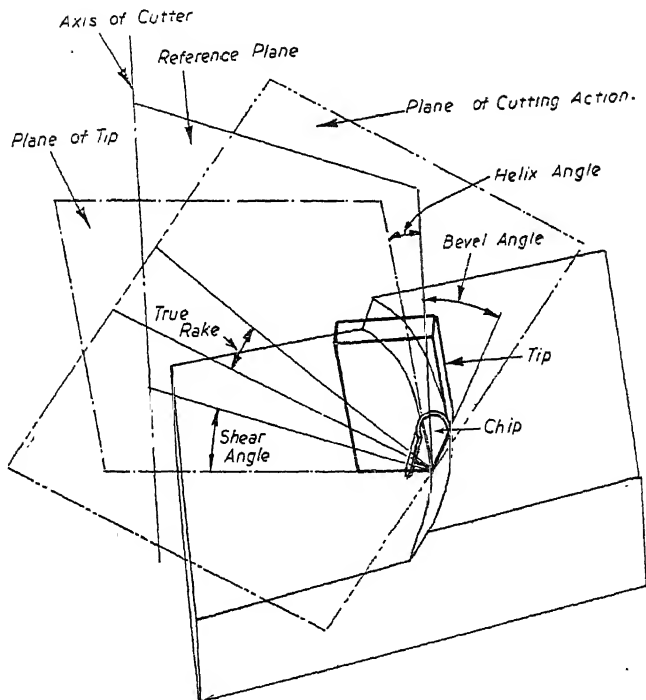 Axis of Cutter
Reference Plane
Plane of Cutting Action.
Plane of Tip
Helix Angle
Bevel Angle
True
Rake
Tip
Chip
Shear
Angle